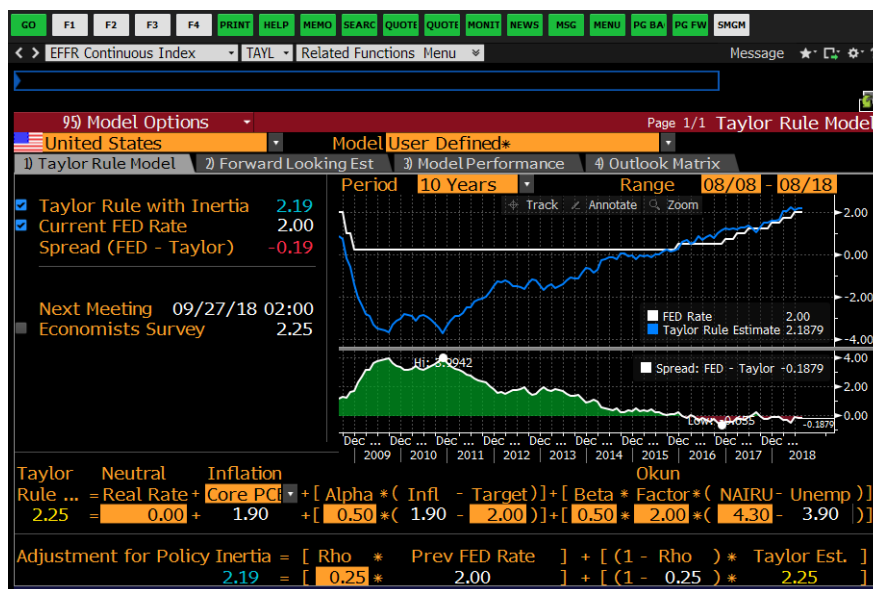 GO F1 F2 F3 F4 PRINT HELP MEMO SEARC QUOTE QUOTE MONIT NEWS MSG MENU PG BA PG FW SMGM
< > EFFR Continuous Index TAYL Related Functions Menu Message
95) Model Options Page 1/1 Taylor Rule Model
United States Model User Defined*
1) Taylor Rule Model 2) Forward Looking Est 3) Model Performance 4) Outlook Matrix
Period 10 Years Range 08/08 - 08/18
Track Annotate Zoom
Taylor Rule with Inertia 2.19
Current FED Rate 2.00
Spread (FED - Taylor) -0.19
Next Meeting 09/27/18 02:00
Economists Survey 2.25
2.00
0.00
-2.00
-4.00
FED Rate 2.00
Taylor Rule Estimate 2.1879
4.00
2.00
0.00
Hi: 3.9942
Spread: FED - Taylor -0.1879
-0.1879
Dec ... Dec ... Dec ... Dec ... Dec ... Dec ... Dec ... Dec ... Dec ... Dec ...
2009 2010 2011 2012 2013 2014 2015 2016 2017 2018
Taylor Neutral Inflation Okun
Rule ... = Real Rate + Core PCE + [ Alpha * ( Infl - Target )] + [ Beta * Factor * ( NAIRU - Unemp )]
2.25 = 0.00 + 1.90 + [ 0.50 * ( 1.90 - 2.00 )] + [ 0.50 * 2.00 * ( 4.30 - 3.90 )]
Adjustment for Policy Inertia = [ Rho * Prev FED Rate ] + [ (1 - Rho ) * Taylor Est. ]
2.19 = [ 0.25 * 2.00 ] + [ (1 - 0.25 ) * 2.25 ]